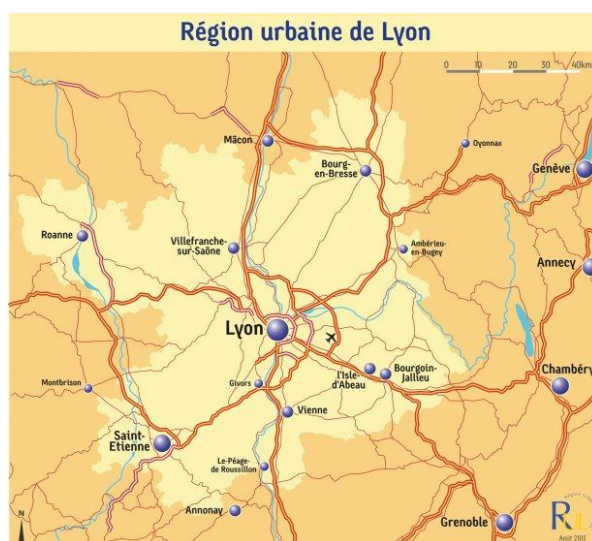 Région urbaine de Lyon
0 10 20 30 40km
Mâcon
Oyonnax
Bourg-
en-Bresse
Genève
Roanne
Villefranche-
sur-Saône
Ambérieu-
en-Bugey
Annecy
Lyon
l'Isle-
d'Abeau
Bourgoin-
Jallieu
Chambéry
Montbrison
Givors
Vienne
Saint-
Etienne
Le-Péage-
de Roussillon
Annonay
Grenoble
N